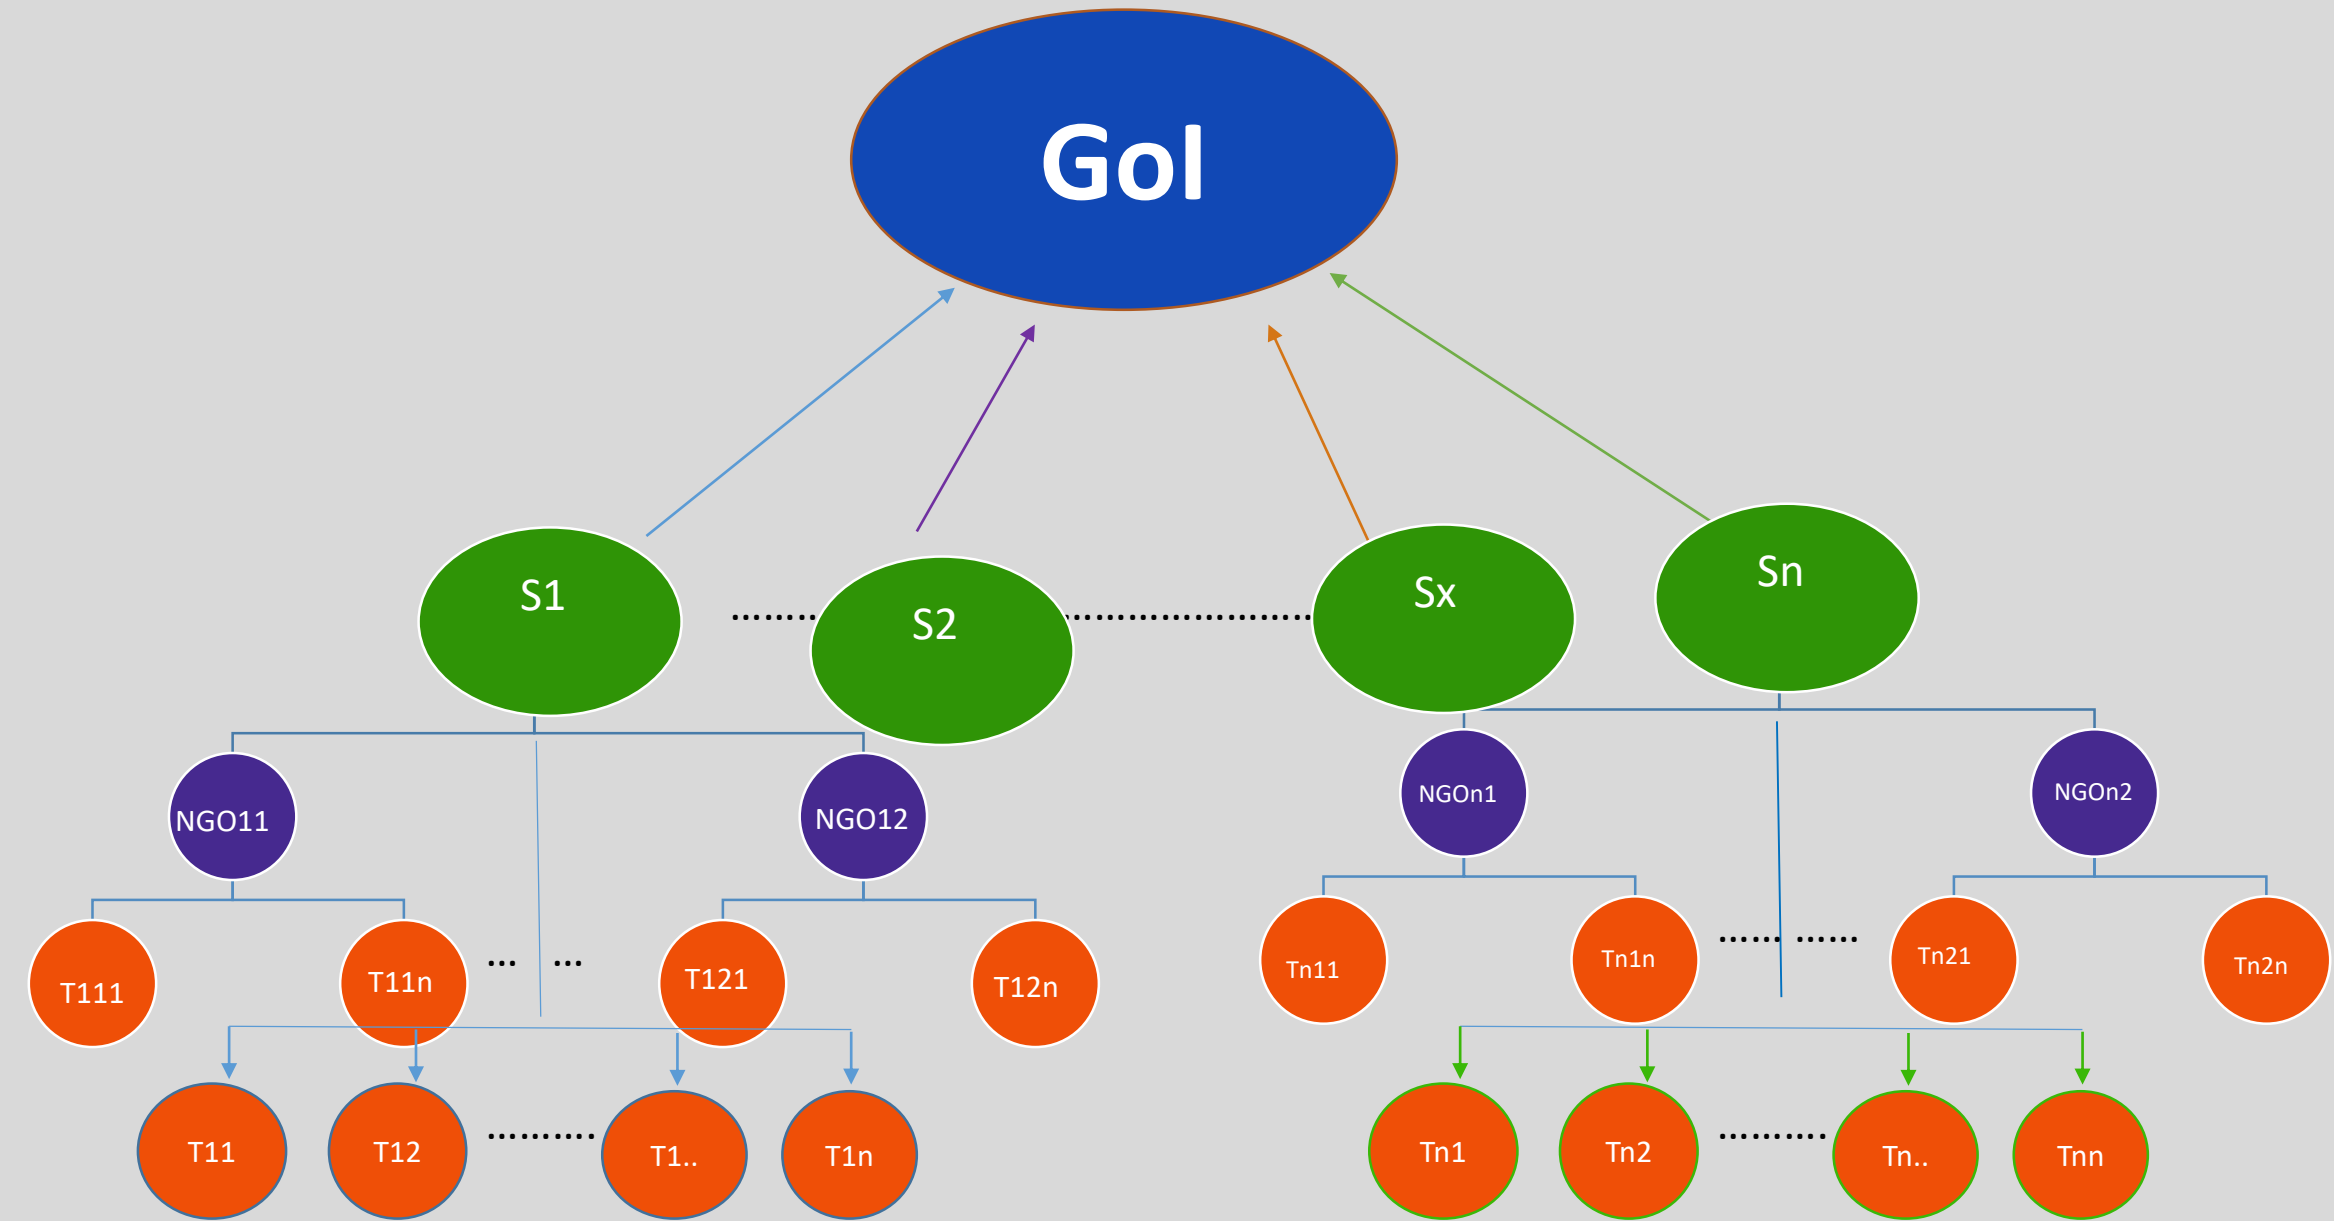 GoI
S1
S2
Sx
Sn
NGO11
NGO12
NGOn1
NGOn2
T111
T11n
... ...
T121
T12n
Tn11
Tn1n
...... ......
Tn21
Tn2n
T11
T12
..........
T1..
T1n
Tn1
Tn2
..........
Tn..
Tnn